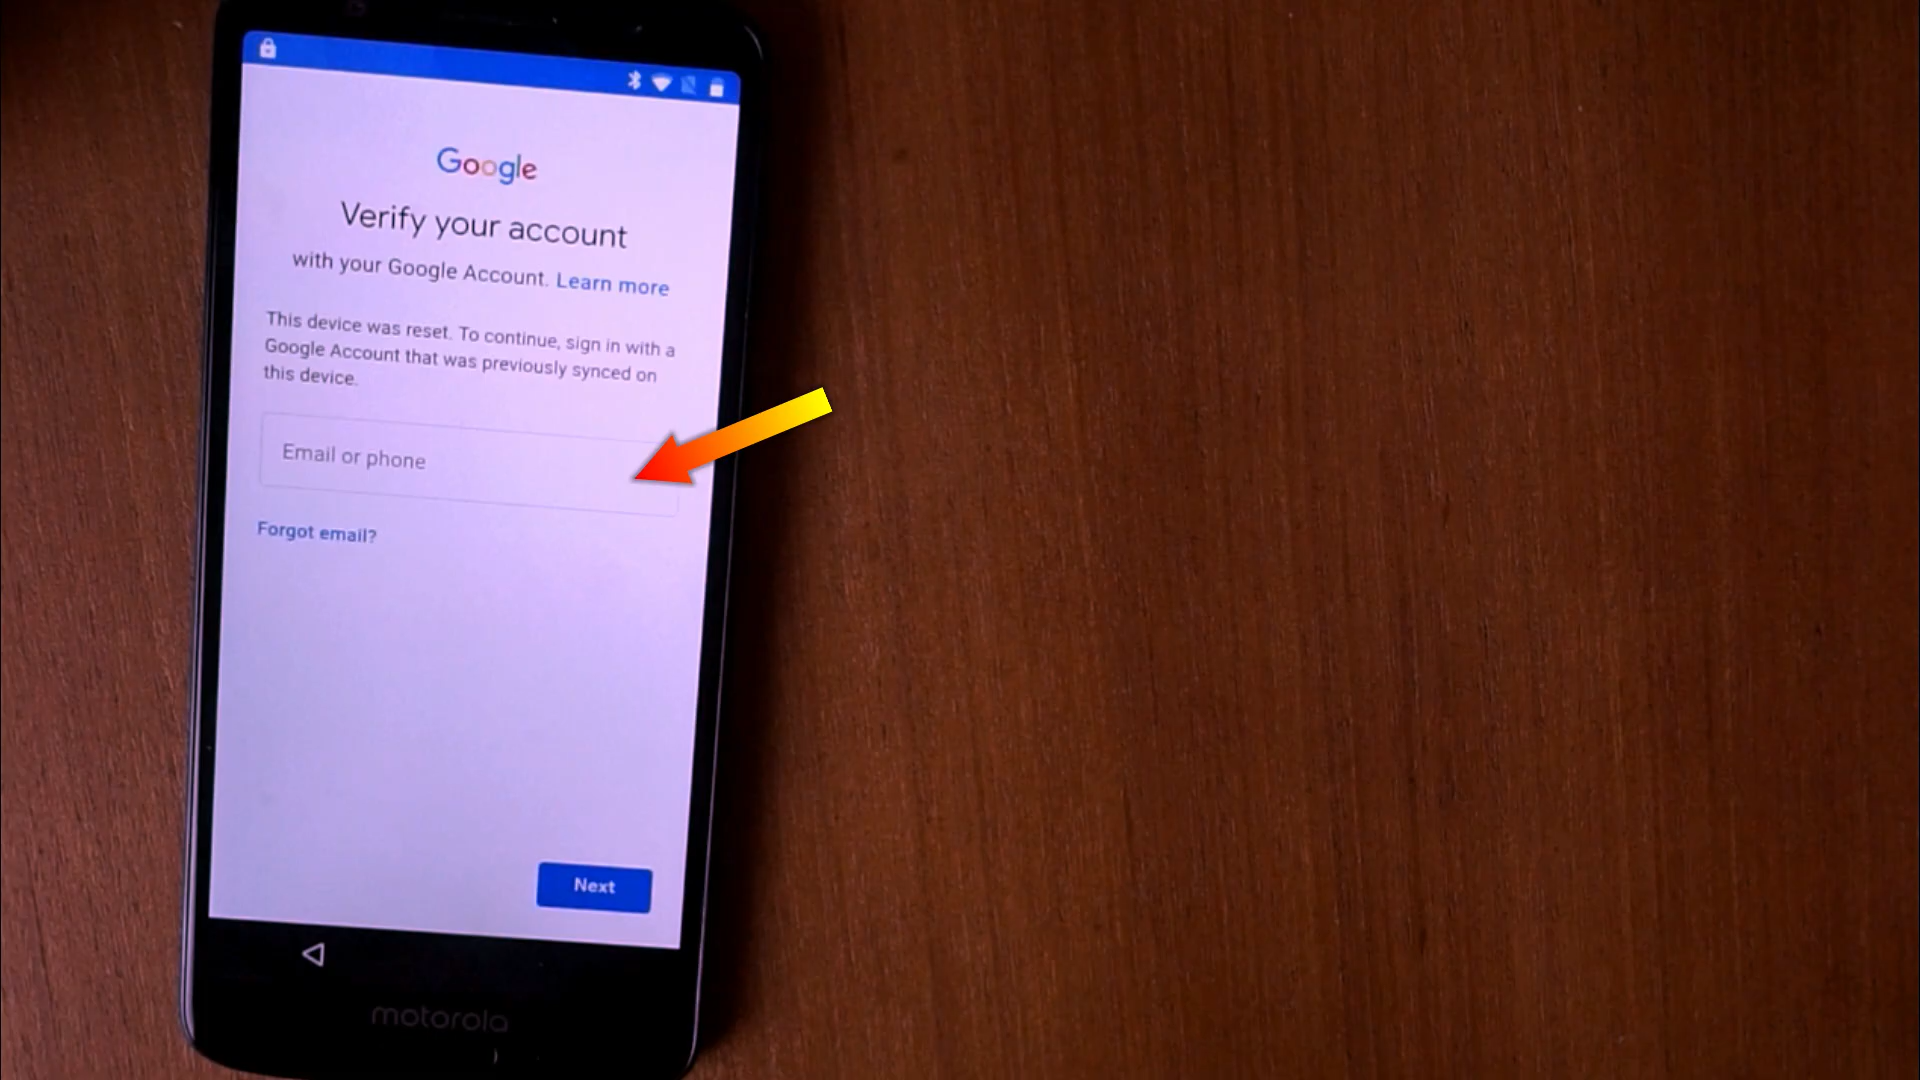 Google
Verify your account
with your Google Account. Learn more
This device was reset. To continue, sign in with a
Google Account that was previously synced on
this device.
Email or phone
Forgot email?
Next
motorola